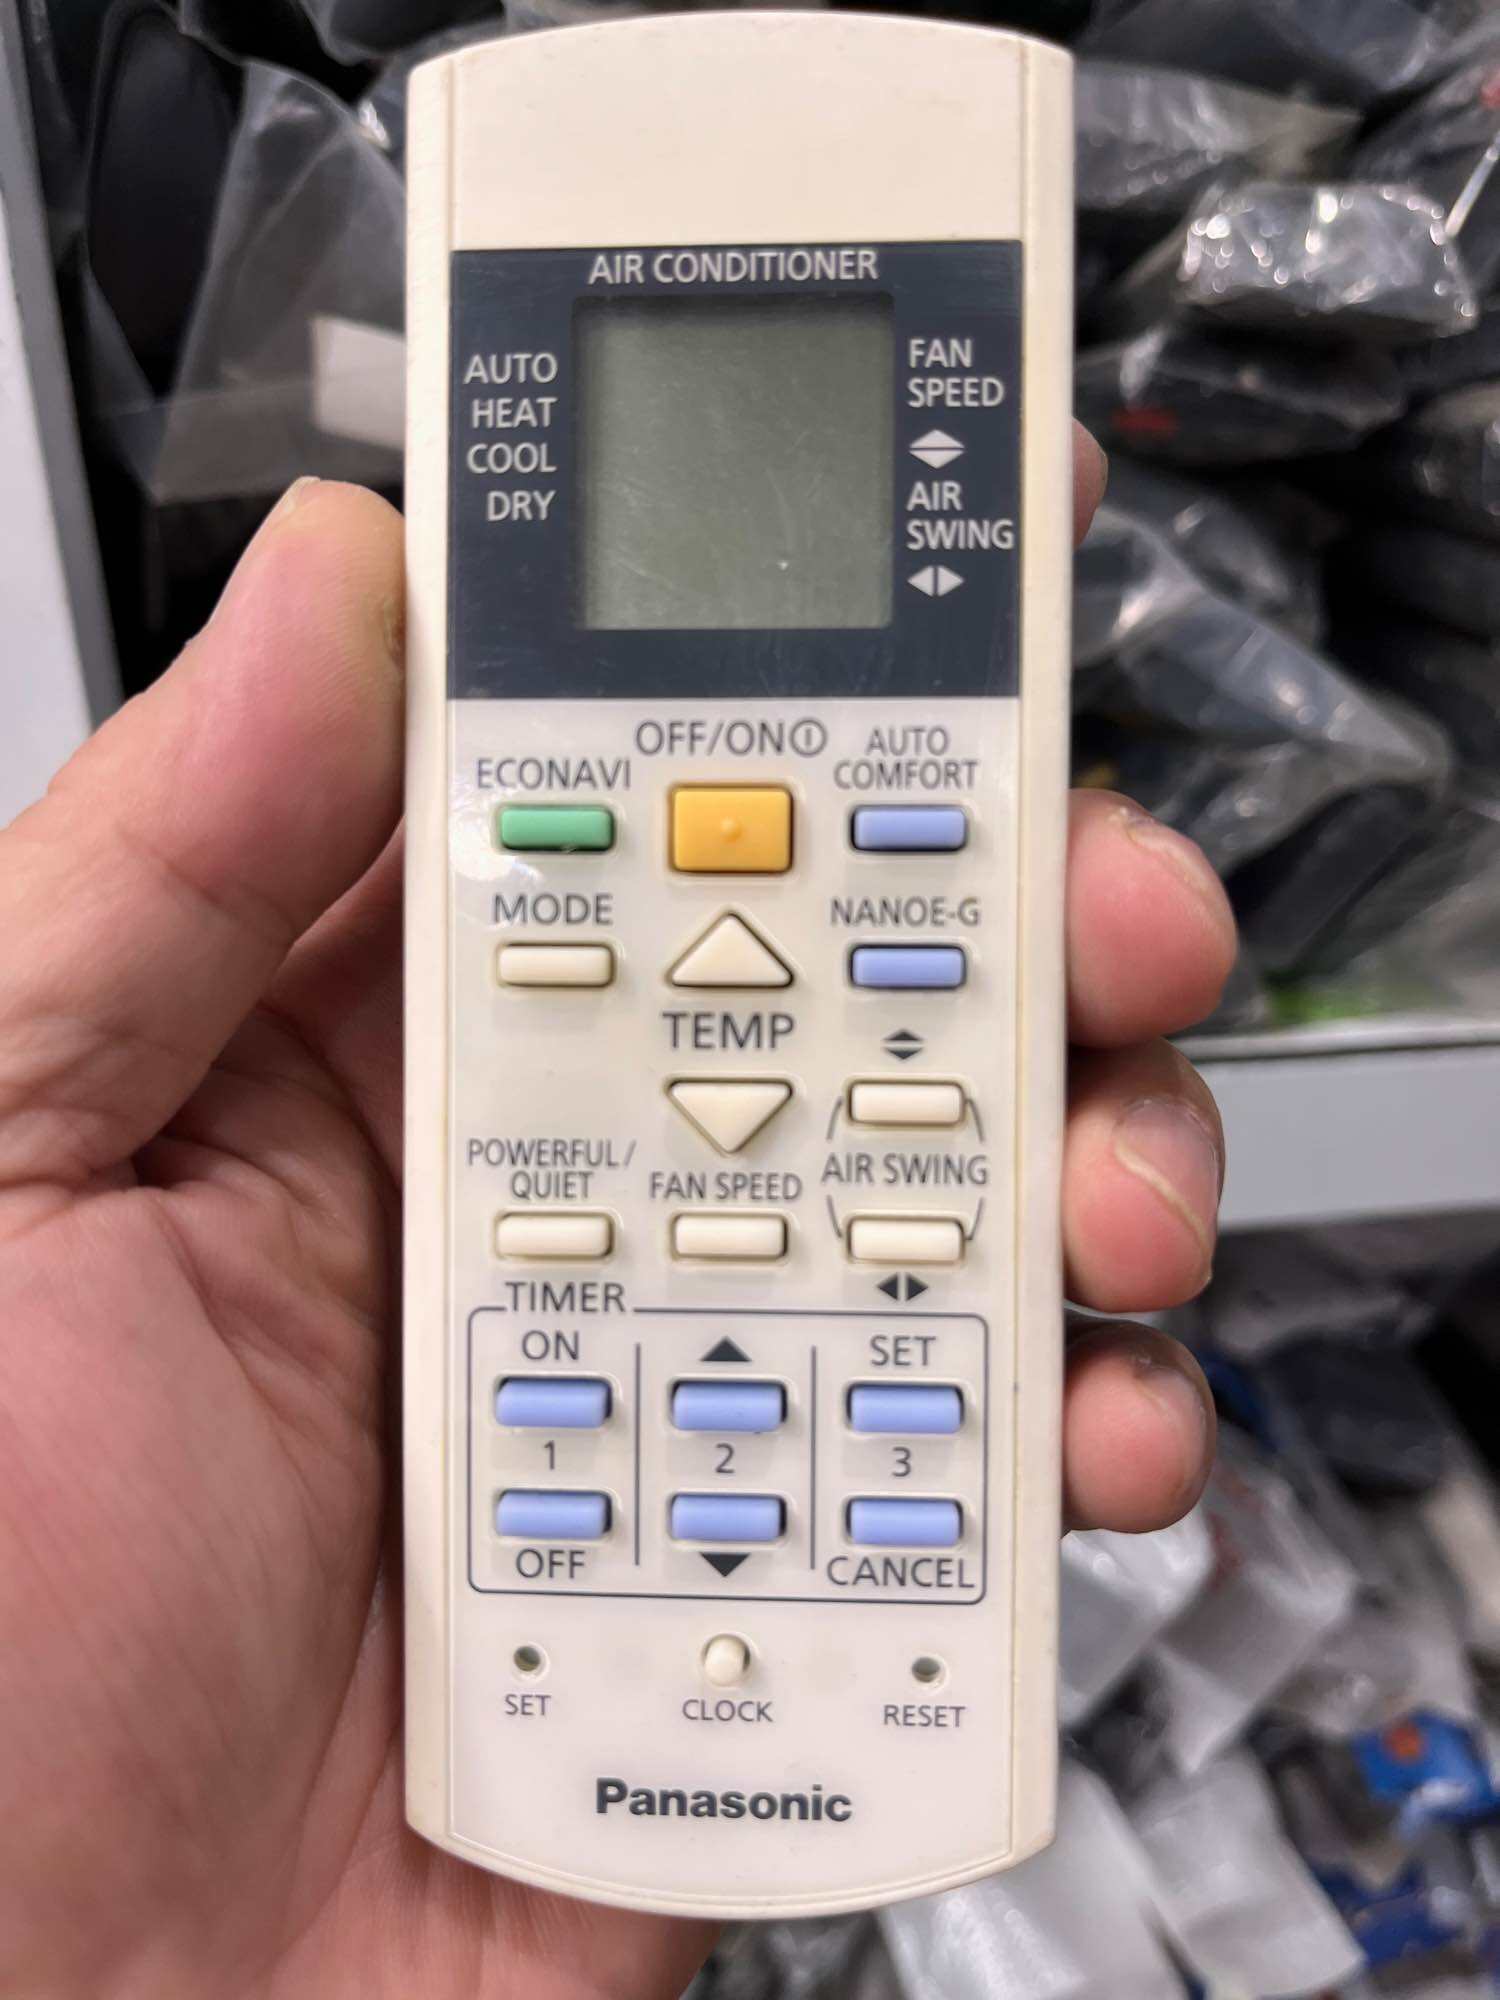 AIR CONDITIONER
AUTO
HEAT
COOL
DRY
FAN
SPEED
AIR
SWING
OFF/ON
ECONAVI
AUTO
COMFORT
MODE
NANOE-G
TEMP
POWERFUL/
QUIET
FAN SPEED
AIR SWING
TIMER
ON
SET
1
2
3
OFF
CANCEL
SET
CLOCK
RESET
Panasonic